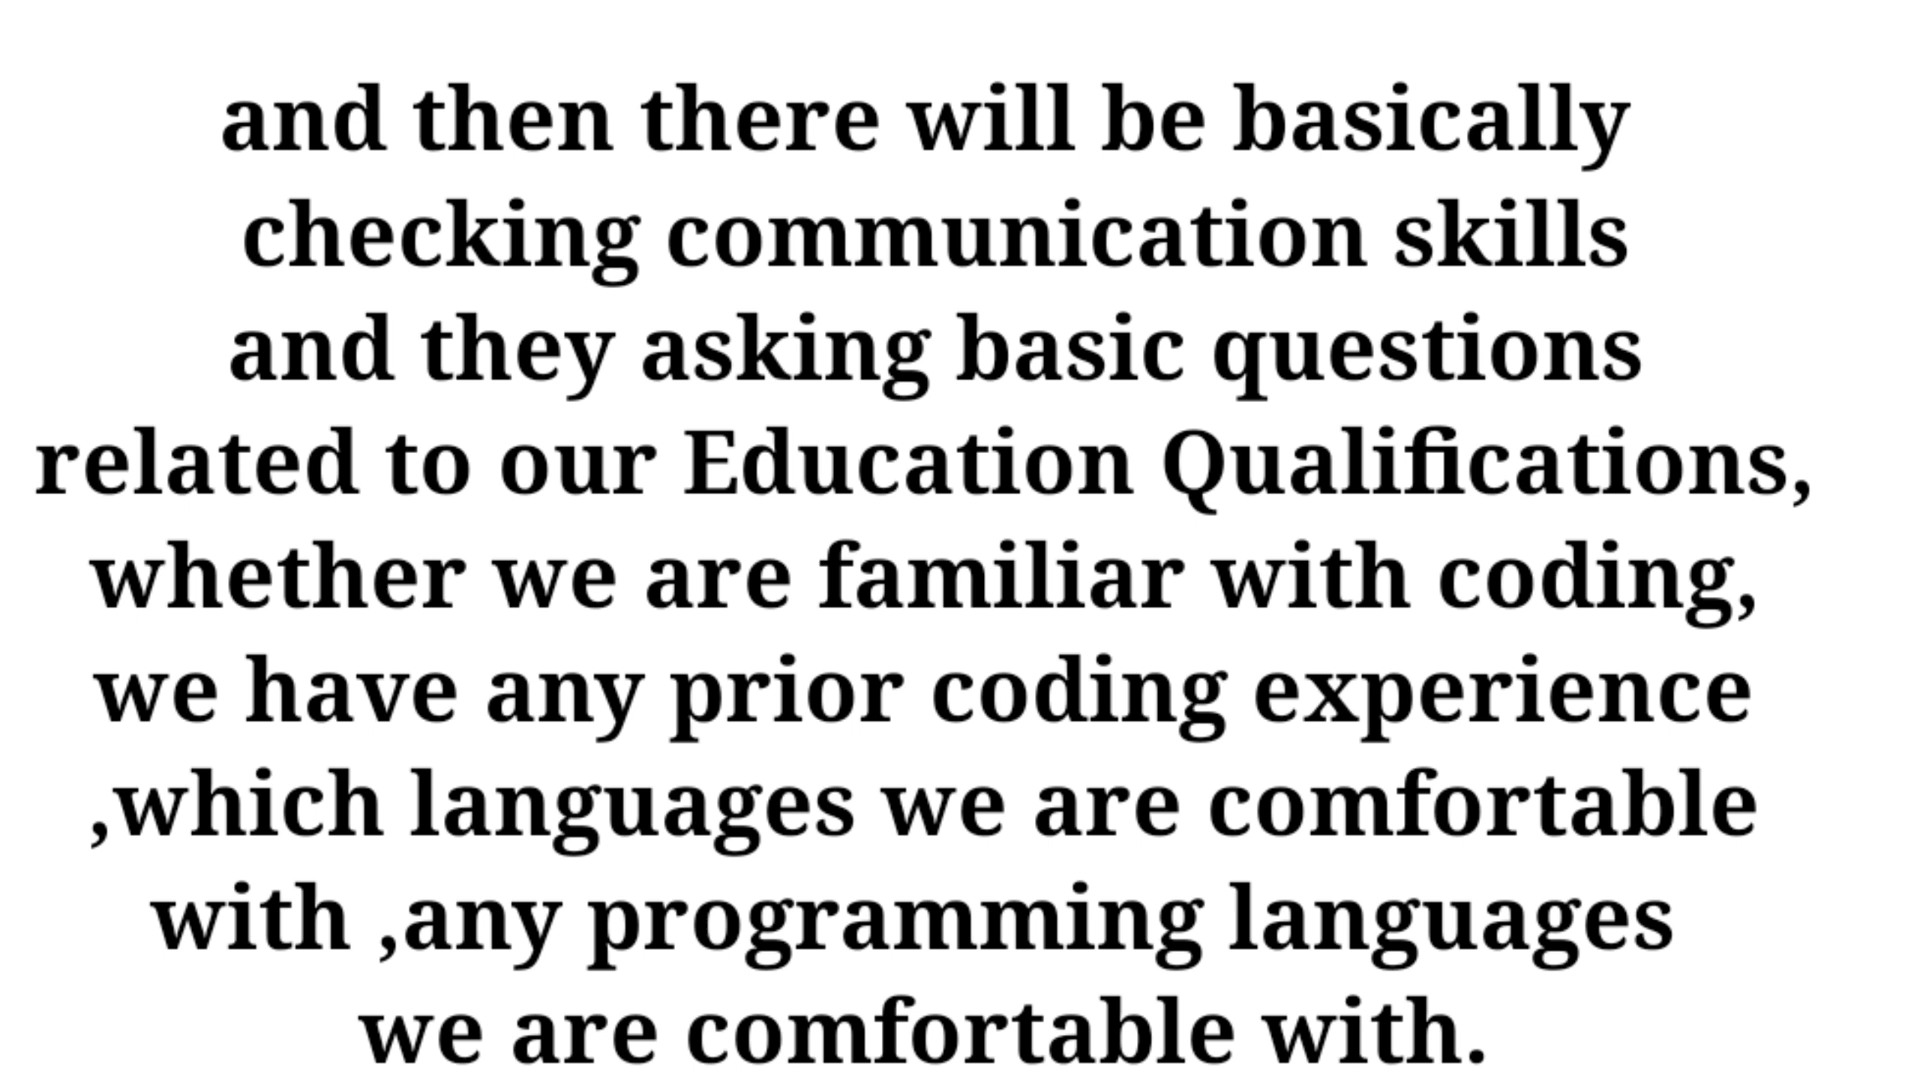 and then there will be basically
checking communication skills
and they asking basic questions
related to our Education Qualifications,
whether we are familiar with coding,
we have any prior coding experience
,which languages we are comfortable
with ,any programming languages
we are comfortable with.